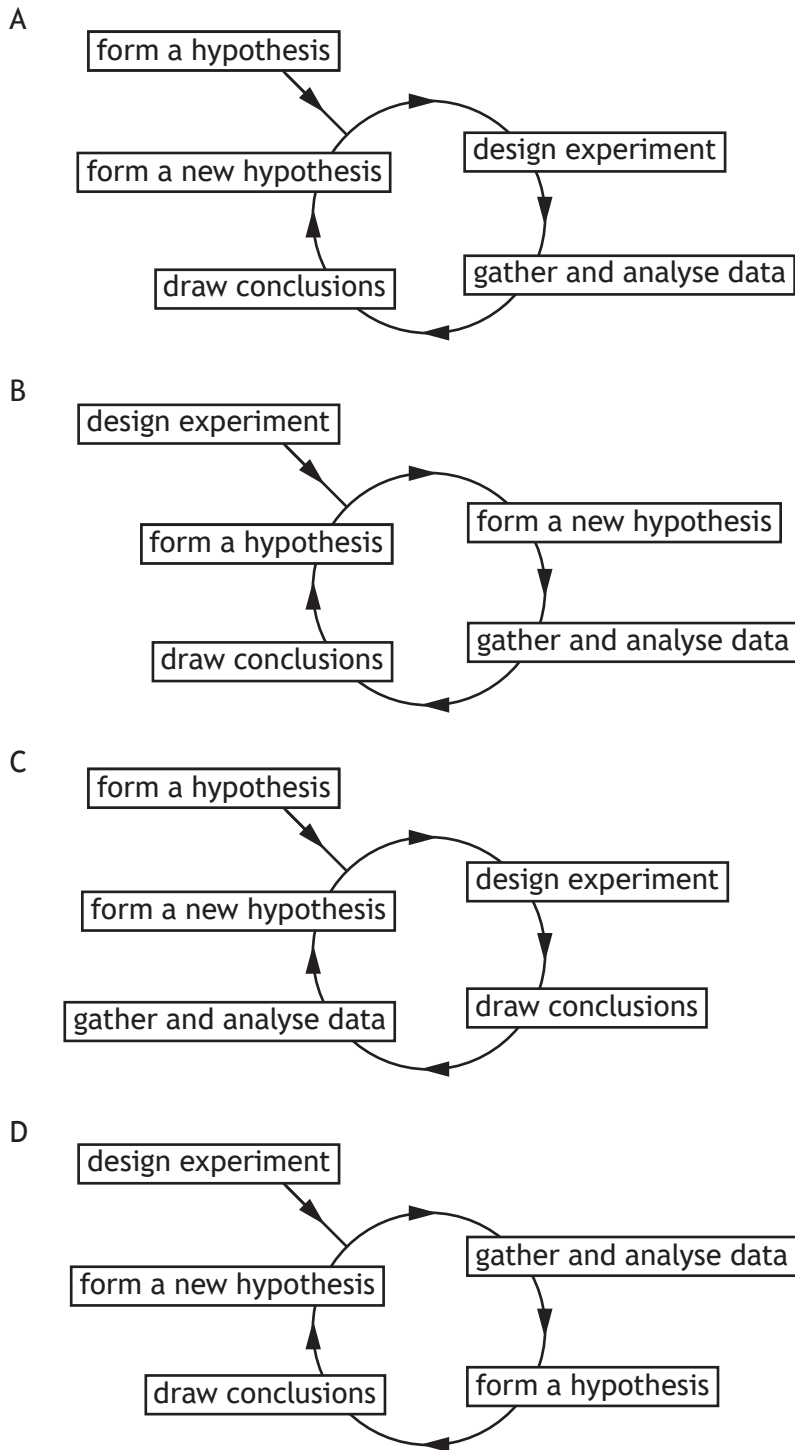 A
form a hypothesis
form a new hypothesis
design experiment
draw conclusions
gather and analyse data
B
design experiment
form a hypothesis
form a new hypothesis
draw conclusions
gather and analyse data
C
form a hypothesis
form a new hypothesis
design experiment
gather and analyse data
draw conclusions
D
design experiment
form a new hypothesis
gather and analyse data
draw conclusions
form a hypothesis